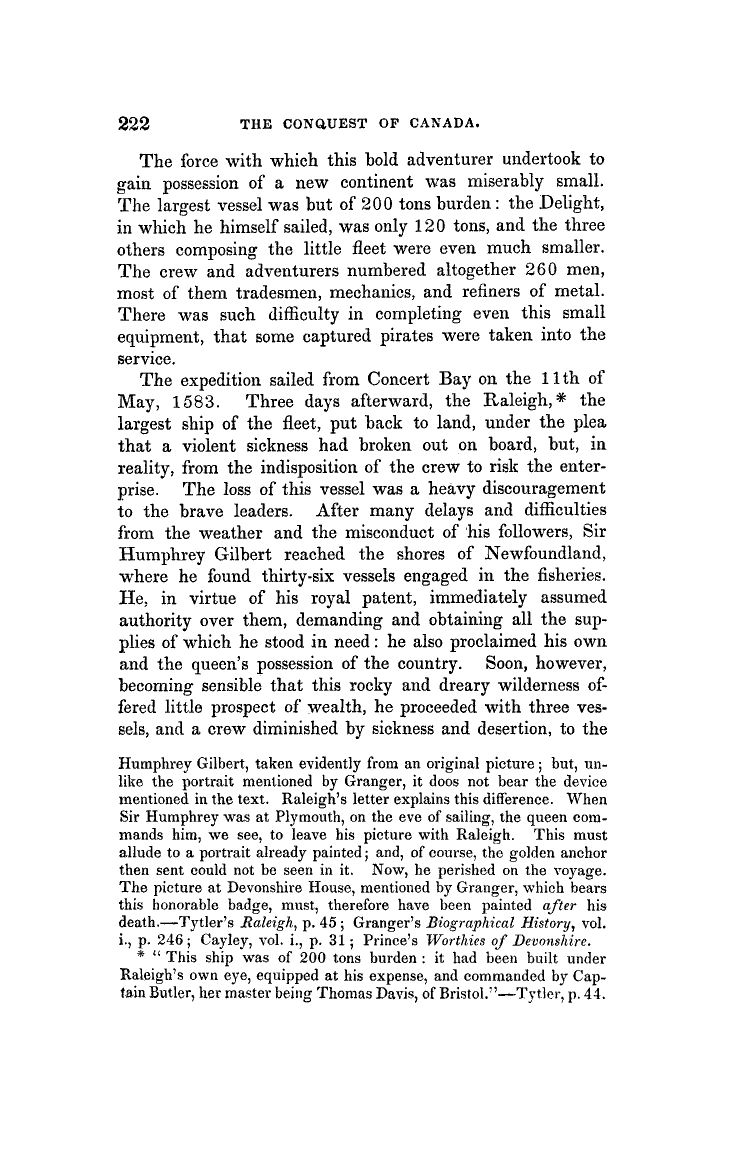 222 THE CONQUEST OF CANADA.
The force with which this bold adventurer undertook to
gain possession of a new continent was miserably small.
The largest vessel was but of 200 tons burden: the Delight,
in which he himself sailed, was only 120 tons, and the three
others composing the little fleet were even much smaller.
The crew and adventurers numbered altogether 260 men,
most of them tradesmen, mechanics, and refiners of metal.
There was such difficulty in completing even this small
equipment, that some captured pirates were taken into the
service.
The expedition sailed from Concert Bay on the 11th of
May, 1583. Three days afterward, the Raleigh,* the
largest ship of the fleet, put back to land, under the plea
that a violent sickness had broken out on board, but, in
reality, from the indisposition of the crew to risk the enter-
prise. The loss of this vessel was a heavy discouragement
to the brave leaders. After many delays and difficulties
from the weather and the misconduct of his followers, Sir
Humphrey Gilbert reached the shores of Newfoundland,
where he found thirty-six vessels engaged in the fisheries.
He, in virtue of his royal patent, immediately assumed
authority over them, demanding and obtaining all the sup-
plies of which he stood in need: he also proclaimed his own
and the queen's possession of the country. Soon, however,
becoming sensible that this rocky and dreary wilderness of-
fered little prospect of wealth, he proceeded with three ves-
sels, and a crew diminished by sickness and desertion, to the
Humphrey Gilbert, taken evidently from an original picture; but, un-
like the portrait mentioned by Granger, it doos not bear the device
mentioned in the text. Raleigh's letter explains this difference. When
Sir Humphrey was at Plymouth, on the eve of sailing, the queen com-
mands him, we see, to leave his picture with Raleigh. This must
allude to a portrait already painted; and, of course, the golden anchor
then sent could not be seen in it. Now, he perished on the voyage.
The picture at Devonshire House, mentioned by Granger, which bears
this honorable badge, must, therefore have been painted after his
death.—Tytler's Raleigh, p. 45; Granger's Biographical History, vol.
i., p. 246; Cayley, vol. i., p. 31; Prince's Worthies of Devonshire.
* "This ship was of 200 tons burden: it had been built under
Raleigh's own eye, equipped at his expense, and commanded by Cap-
tain Butler, her master being Thomas Davis, of Bristol."—Tytler, p. 44.